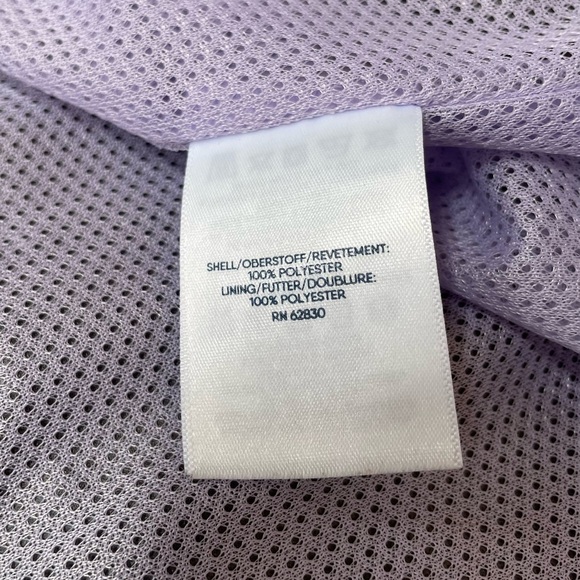 SHELL/OBERSTOFF/REVETEMENT:
100% POLYESTER
LINING/FUTTER/DOUBLURE:
100% POLYESTER
RN 62830